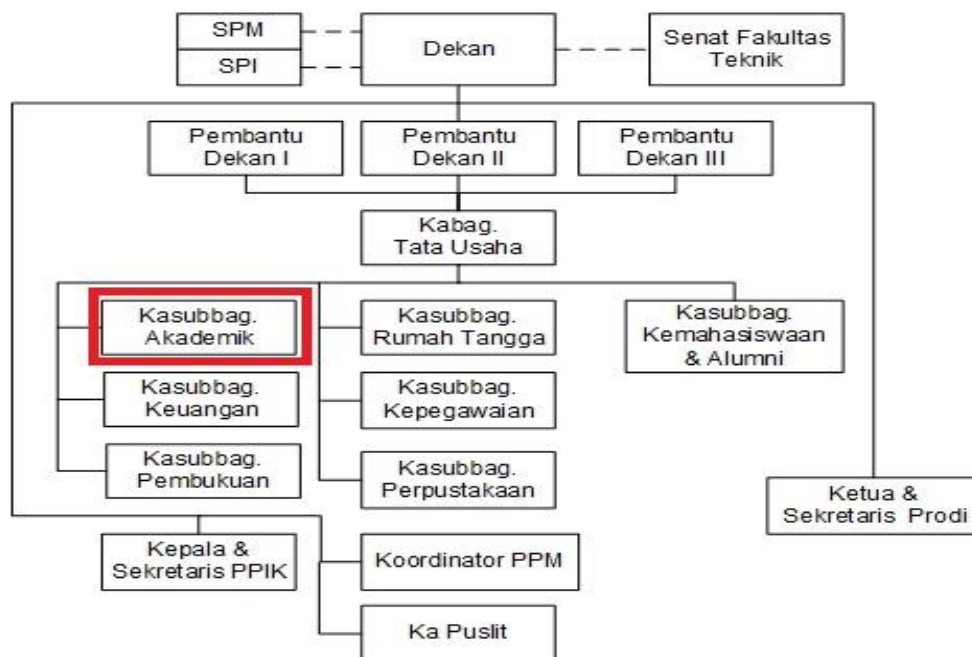 SPM
SPI
Dekan
Senat Fakultas
Teknik
Pembantu
Dekan I
Pembantu
Dekan II
Pembantu
Dekan III
Kabag.
Tata Usaha
Kasubbag.
Akademik
Kasubbag.
Rumah Tangga
Kasubbag.
Kemahasiswaan
& Alumni
Kasubbag.
Keuangan
Kasubbag.
Kepegawaian
Kasubbag.
Pembukuan
Kasubbag.
Perpustakaan
Ketua &
Sekretaris Prodi
Kepala &
Sekretaris PPIK
Koordinator PPM
Ka Puslit